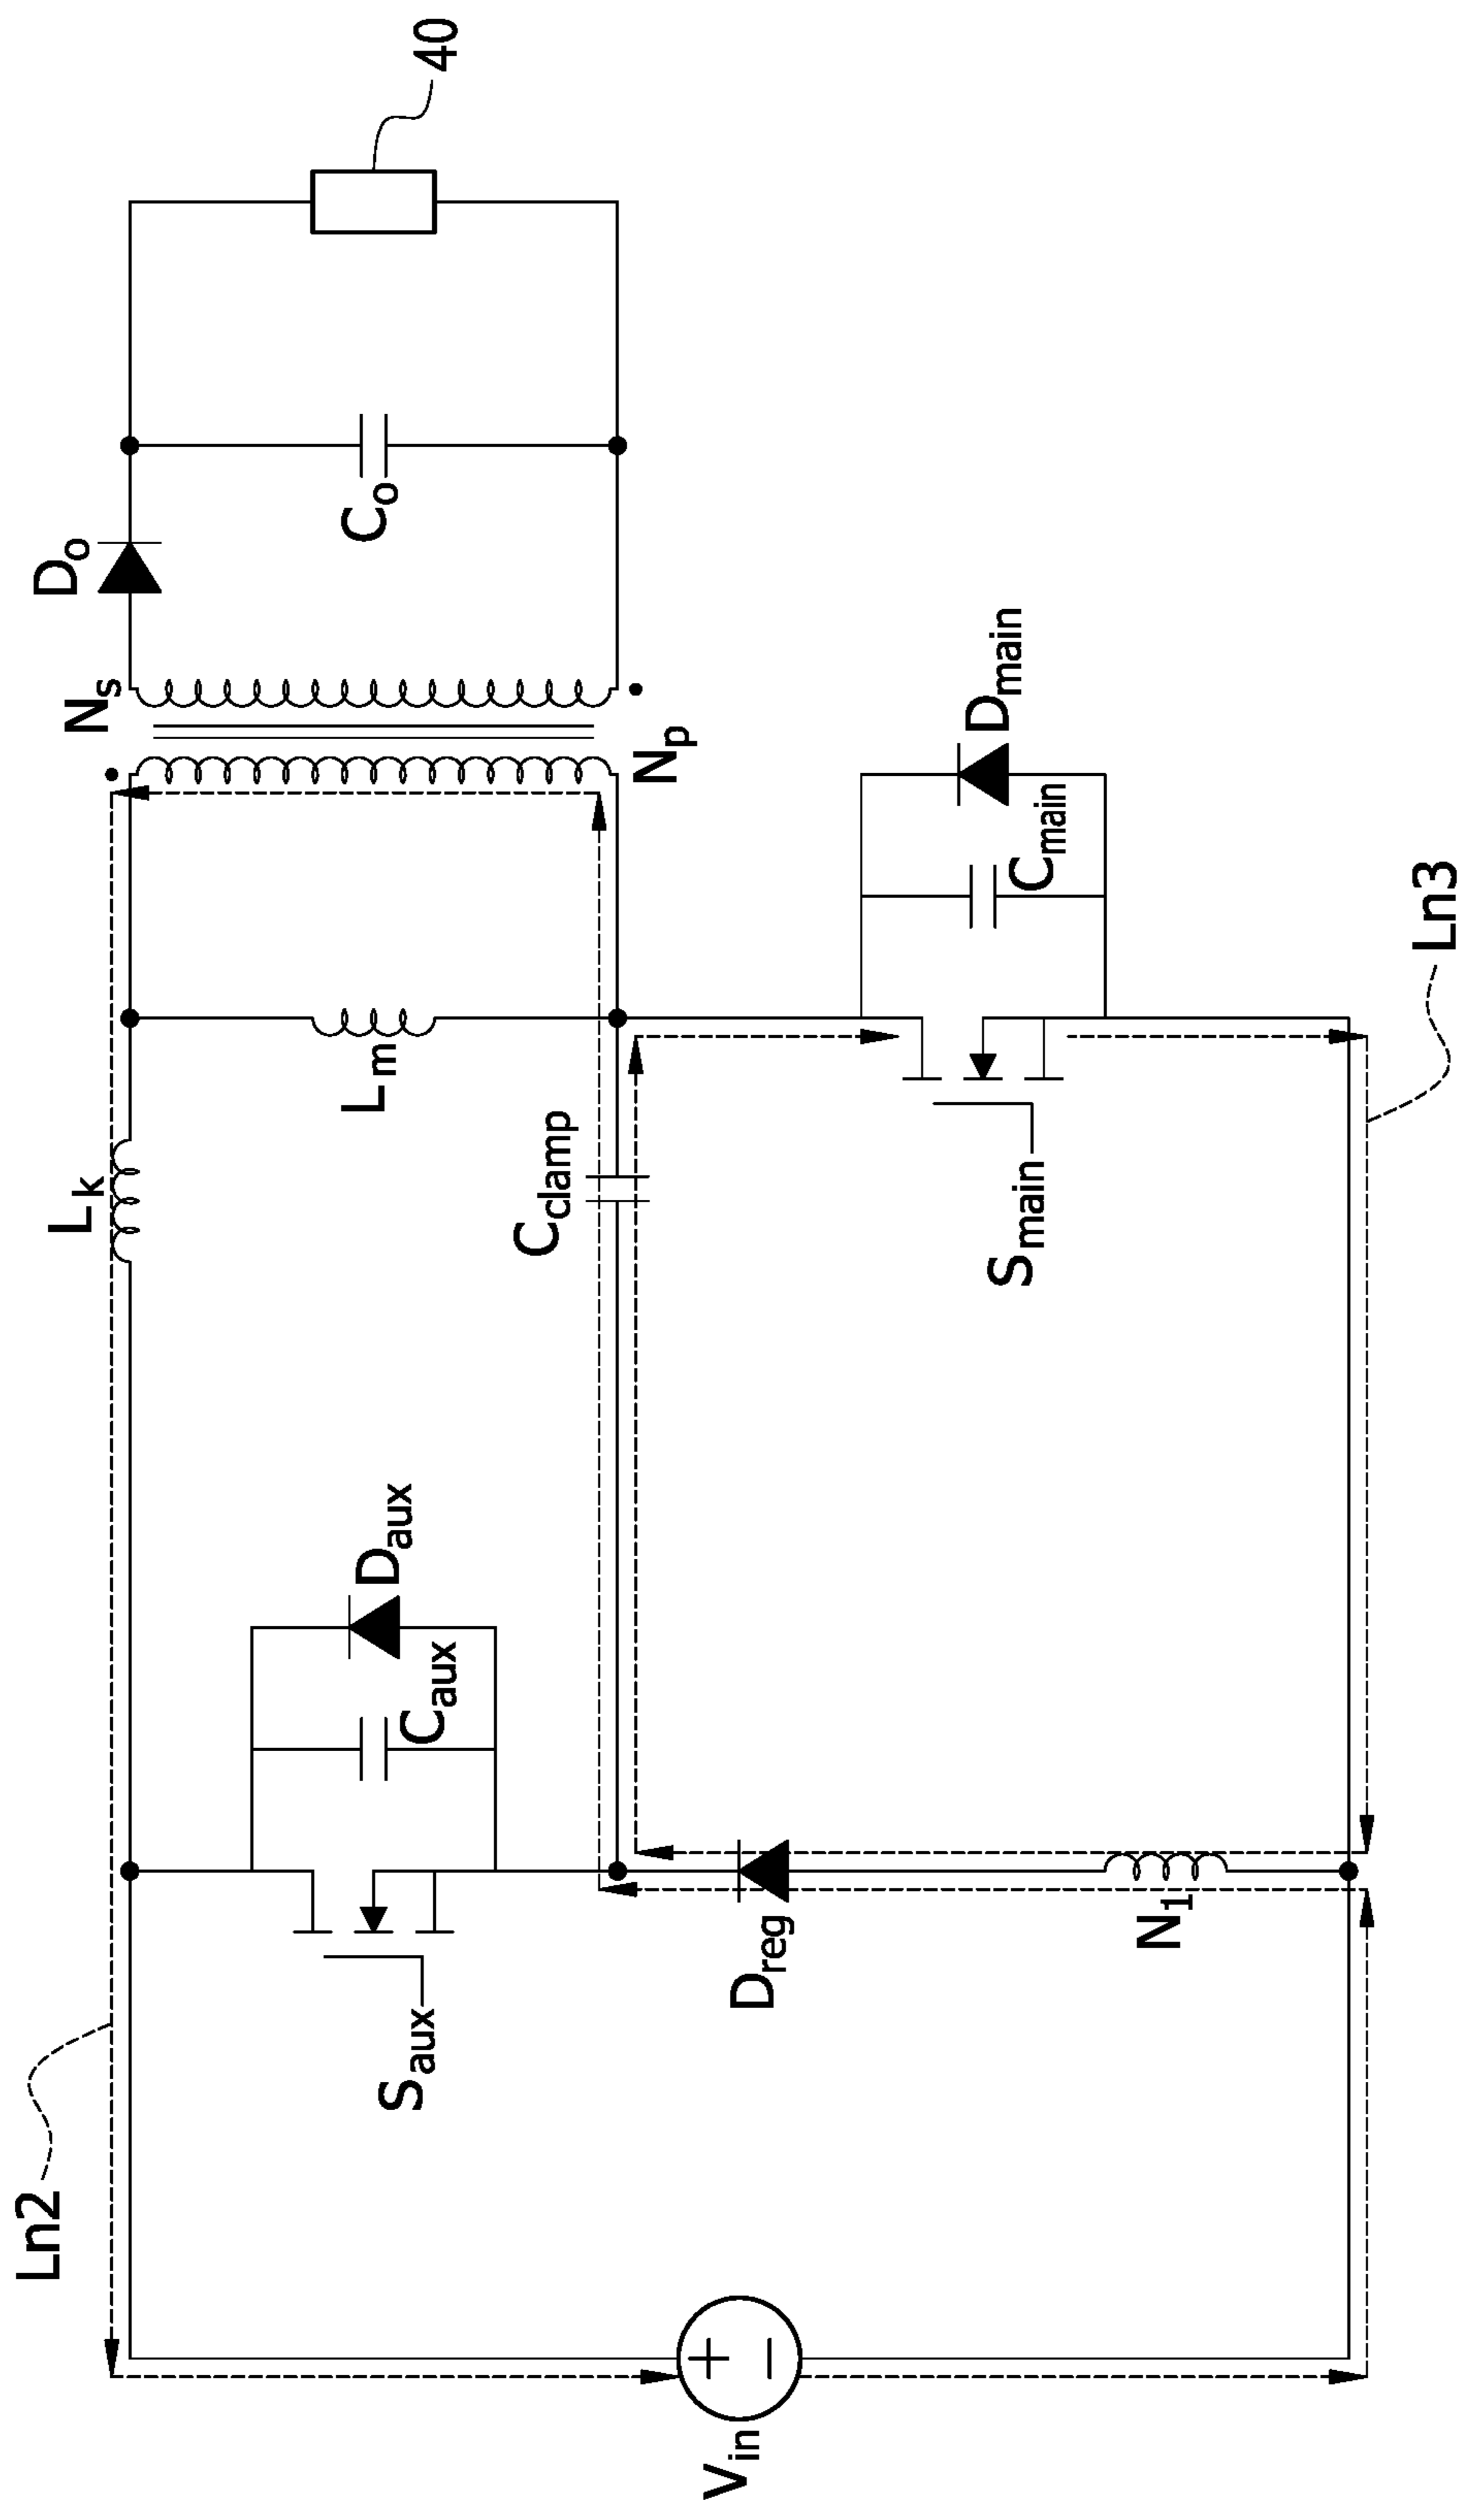 Ln2
Lk
Ns
Do
40
Co
Lm
Np
Daux
Caux
Saux
Cclamp
Dmain
Cmain
Smain
Vin
Dreg
N1
Ln3
+
−